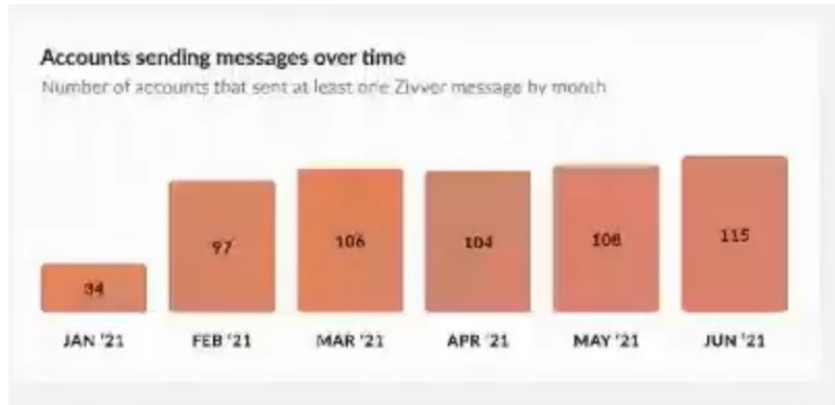 Accounts sending messages over time
Number of accounts that sent at least one Zivver message by month
34 97 106 104 108 115
JAN '21 FEB '21 MAR '21 APR '21 MAY '21 JUN '21